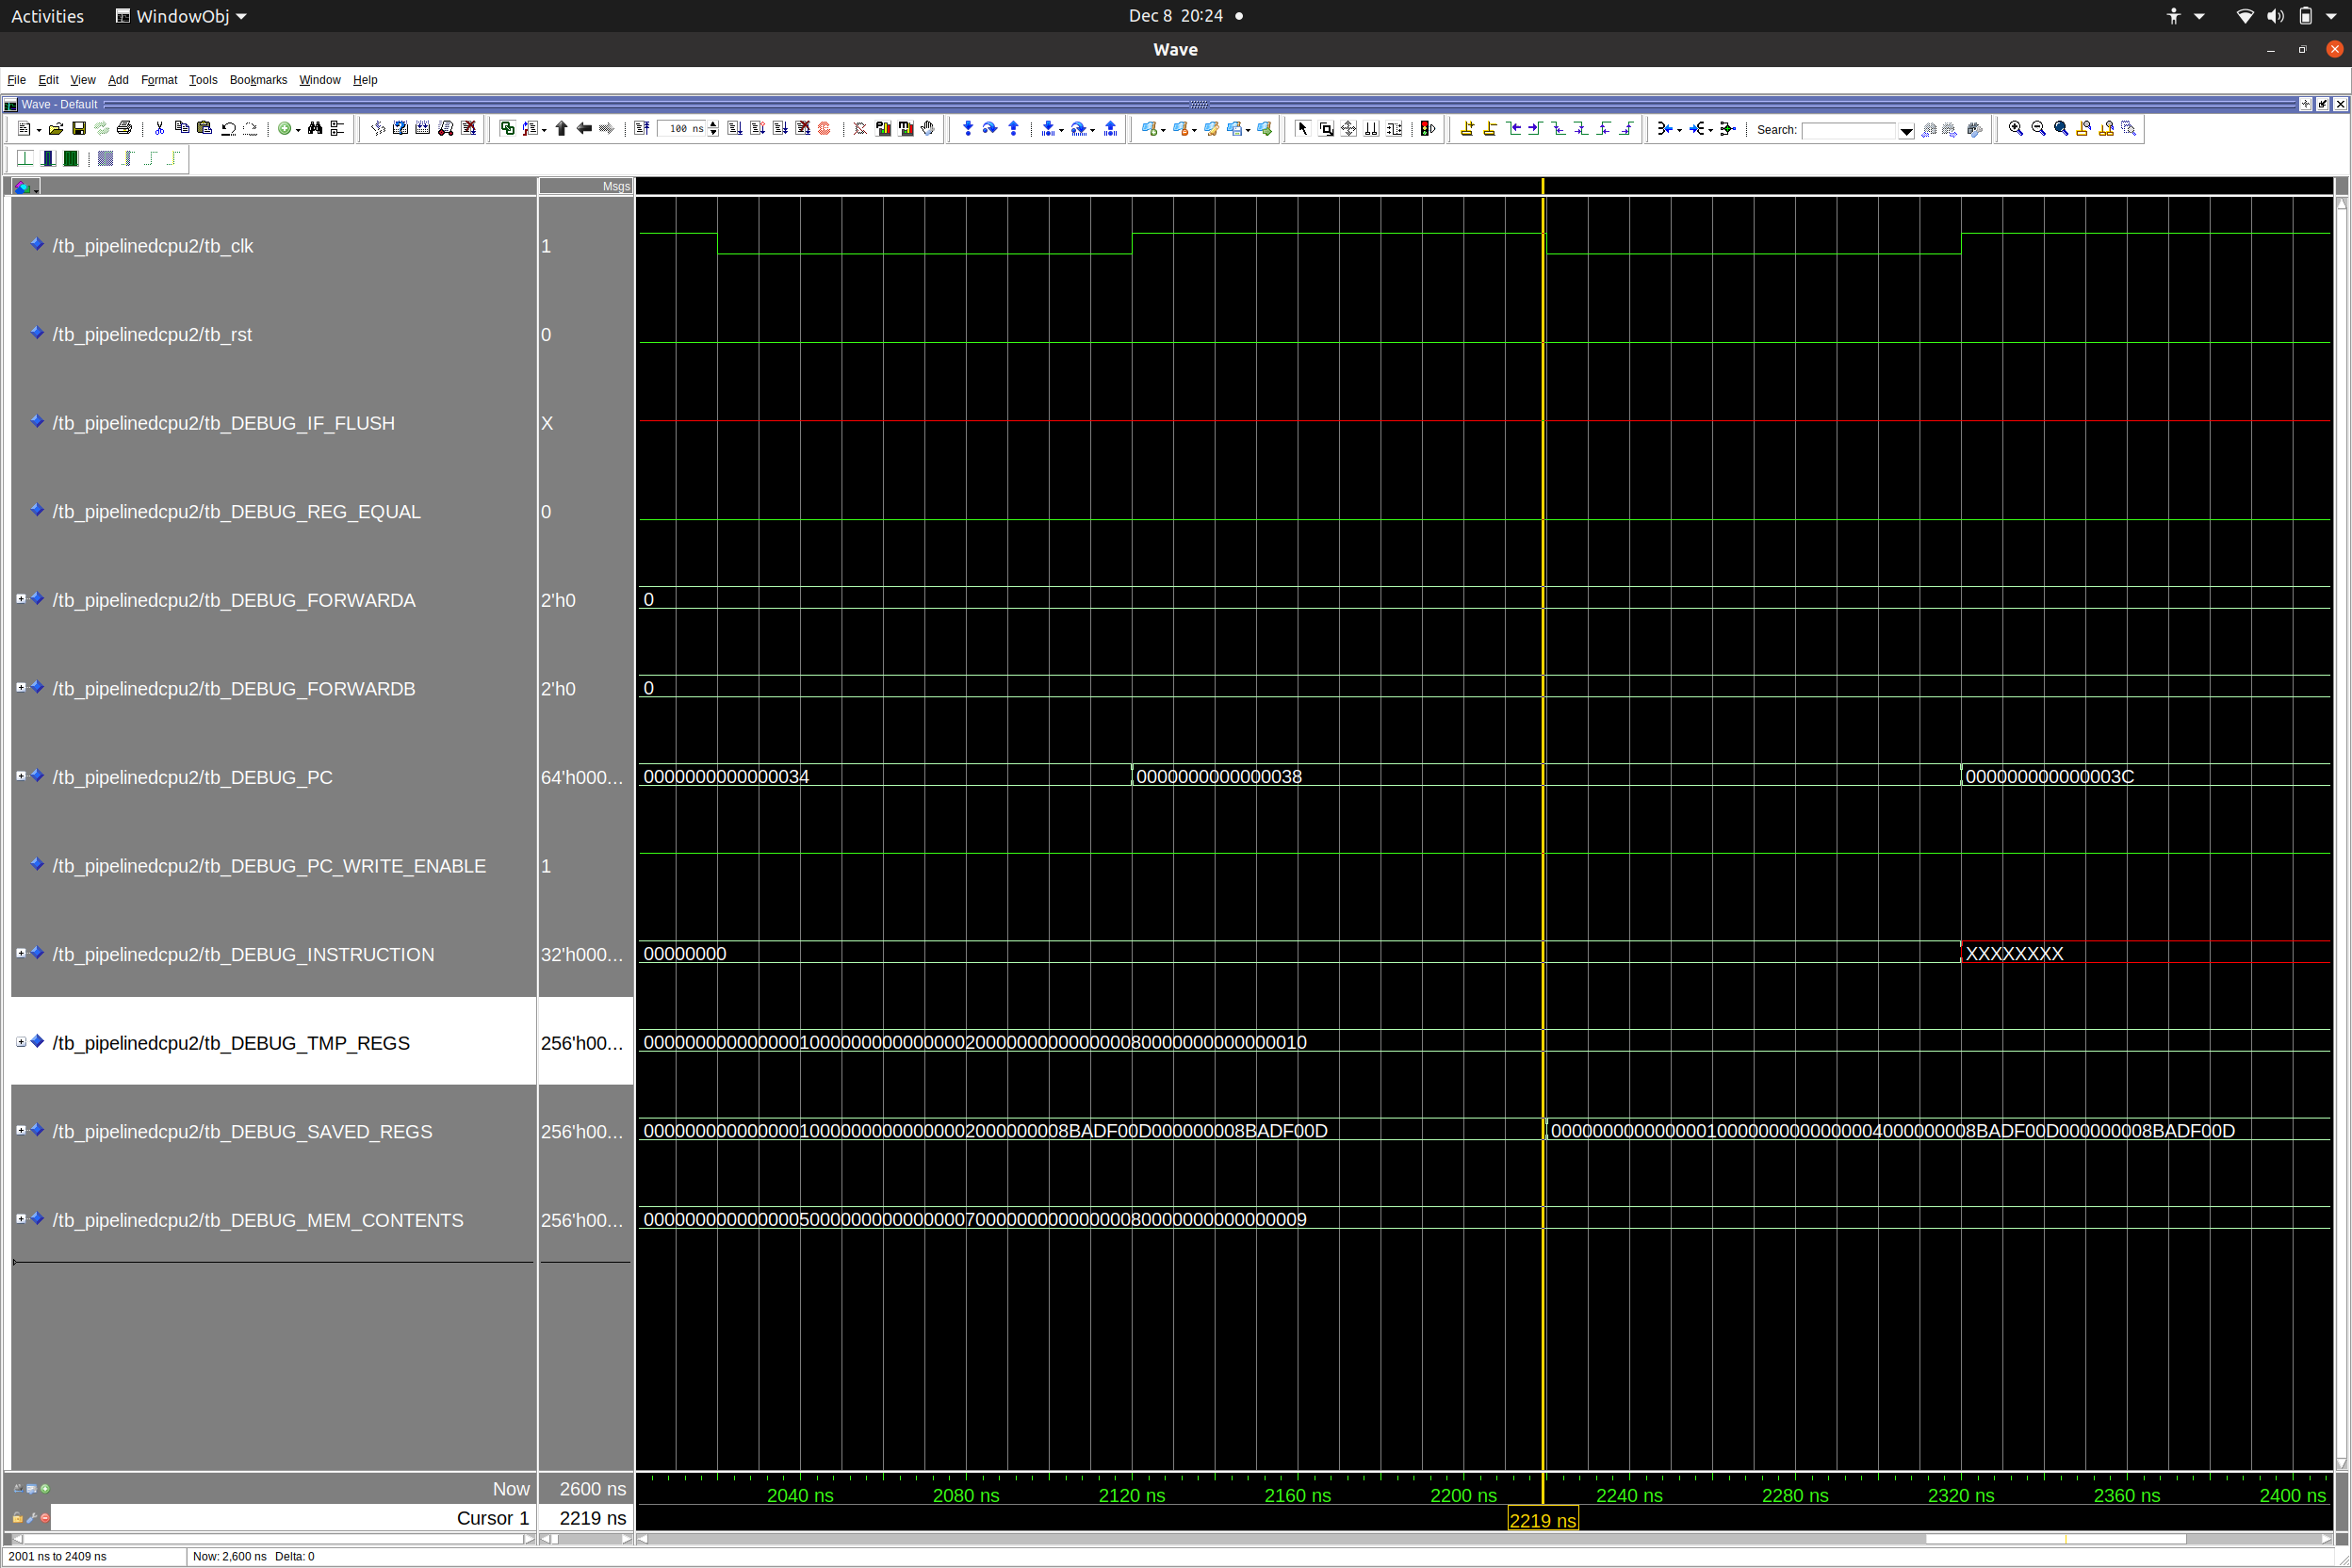 Activities WindowObj Dec 8 20:24
Wave
File Edit View Add Format Tools Bookmarks Window Help
Wave - Default
100 ns Search:
Msgs
/tb_pipelinedcpu2/tb_clk 1
/tb_pipelinedcpu2/tb_rst 0
/tb_pipelinedcpu2/tb_DEBUG_IF_FLUSH X
/tb_pipelinedcpu2/tb_DEBUG_REG_EQUAL 0
/tb_pipelinedcpu2/tb_DEBUG_FORWARDA 2'h0 0
/tb_pipelinedcpu2/tb_DEBUG_FORWARDB 2'h0 0
/tb_pipelinedcpu2/tb_DEBUG_PC 64'h000... 0000000000000034 0000000000000038 000000000000003C
/tb_pipelinedcpu2/tb_DEBUG_PC_WRITE_ENABLE 1
/tb_pipelinedcpu2/tb_DEBUG_INSTRUCTION 32'h000... 00000000 XXXXXXXX
/tb_pipelinedcpu2/tb_DEBUG_TMP_REGS 256'h00... 0000000000000001000000000000000200000000000000080000000000000010
/tb_pipelinedcpu2/tb_DEBUG_SAVED_REGS 256'h00... 00000000000000010000000000000002000000008BADF00D000000008BADF00D 00000000000000010000000000000004000000008BADF00D000000008BADF00D
/tb_pipelinedcpu2/tb_DEBUG_MEM_CONTENTS 256'h00... 0000000000000005000000000000000700000000000000080000000000000009
Now 2600 ns 2040 ns 2080 ns 2120 ns 2160 ns 2200 ns 2240 ns 2280 ns 2320 ns 2360 ns 2400 ns
Cursor 1 2219 ns 2219 ns
2001 ns to 2409 ns Now: 2,600 ns Delta: 0